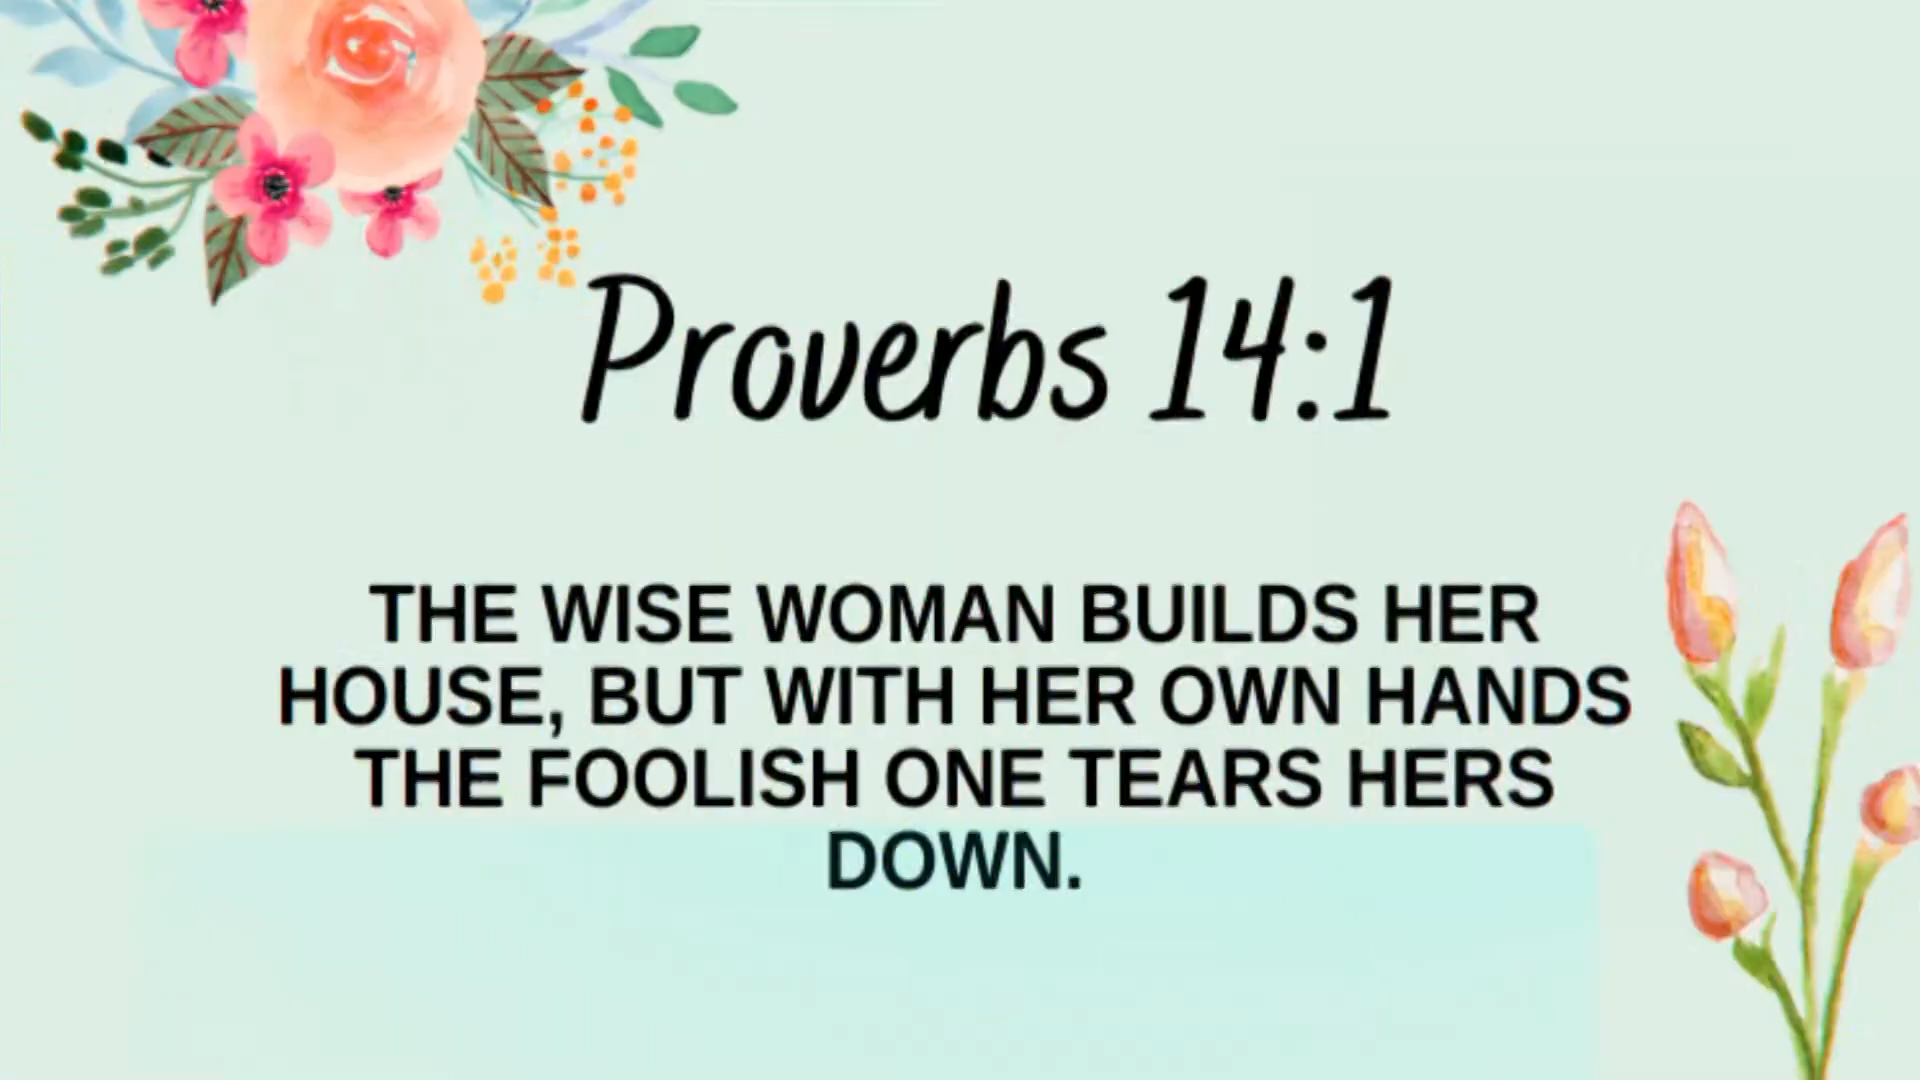 Proverbs 14:1
THE WISE WOMAN BUILDS HER
HOUSE, BUT WITH HER OWN HANDS
THE FOOLISH ONE TEARS HERS
DOWN.